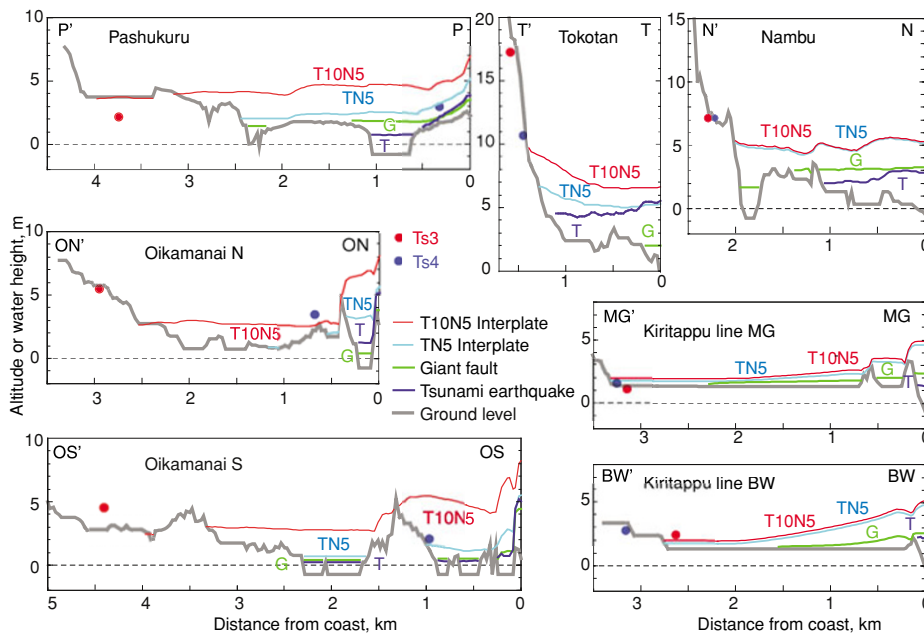 10 P' Pashukuru P
5 T10N5
TN5
G
0 T
4 3 2 1 0
20 T' Tokotan T
15
10
T10N5
5 TN5
T G
0
1 0
10 N' Nambu N
T10N5 TN5
5
G
T
0
2 1 0
Altitude or water height, m
10 ON' Oikamanai N ON
5 TN5
T10N5 T
0 G
3 2 1 0
Ts3
Ts4
T10N5 Interplate
TN5 Interplate
Giant fault
Tsunami earthquake
Ground level
MG' Kiritappu line MG MG
5
TN5 T10N5
G T
0
3 2 1 0
10 OS' Oikamanai S OS
5
T10N5
TN5
0 G T
5 4 3 2 1 0
Distance from coast, km
BW' Kiritappu line BW BW
5
T10N5 TN5
G T
0
3 2 1 0
Distance from coast, km